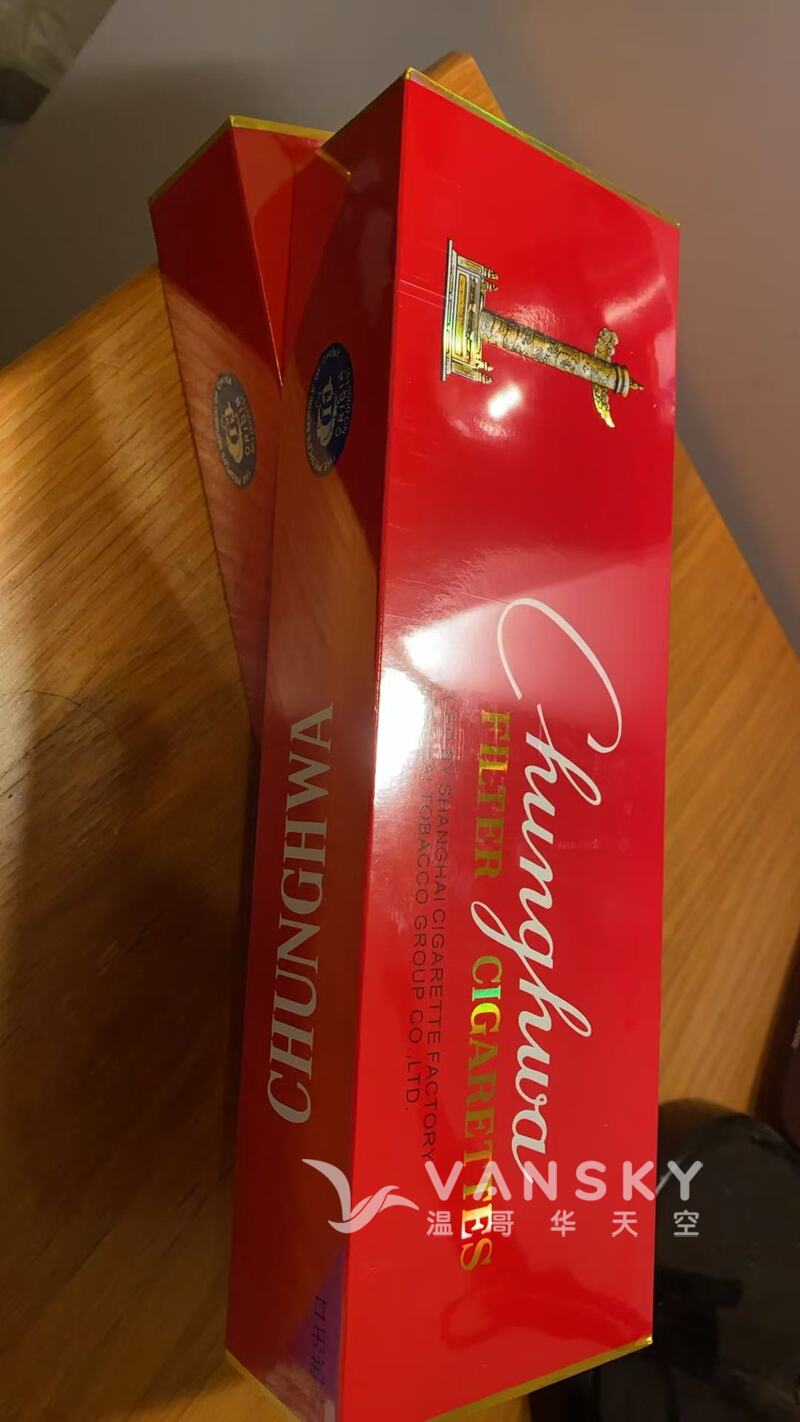 Chunghwa
FILTER CIGARETTES
SHANGHAI CIGARETTE FACTORY
TOBACCO GROUP CO.,LTD.
CHUNGHWA
VANSKY
温哥华天空